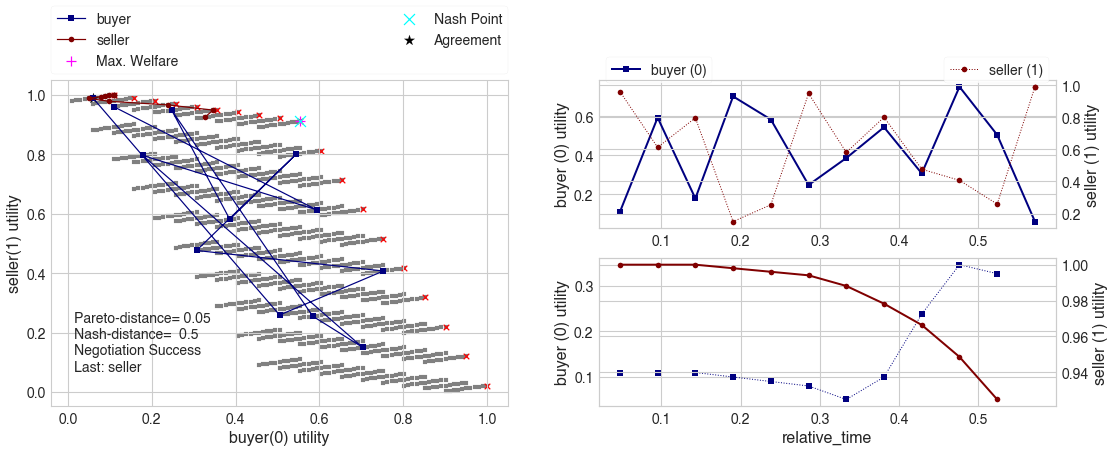 buyer
seller
Max. Welfare
Nash Point
Agreement
1.0
0.8
0.6
0.4
0.2
0.0
seller(1) utility
Pareto-distance= 0.05
Nash-distance=  0.5
Negotiation Success
Last: seller
0.0 0.2 0.4 0.6 0.8 1.0
buyer(0) utility
buyer (0)
seller (1)
buyer (0) utility
0.6
0.4
0.2
1.0
0.8
0.6
0.4
0.2
seller (1) utility
0.1 0.2 0.3 0.4 0.5
buyer (0) utility
0.3
0.2
0.1
1.00
0.98
0.96
0.94
seller (1) utility
0.1 0.2 0.3 0.4 0.5
relative_time